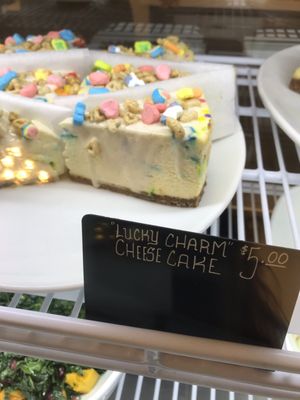 "LUCKY CHARM" $5.00
CHEESE CAKE